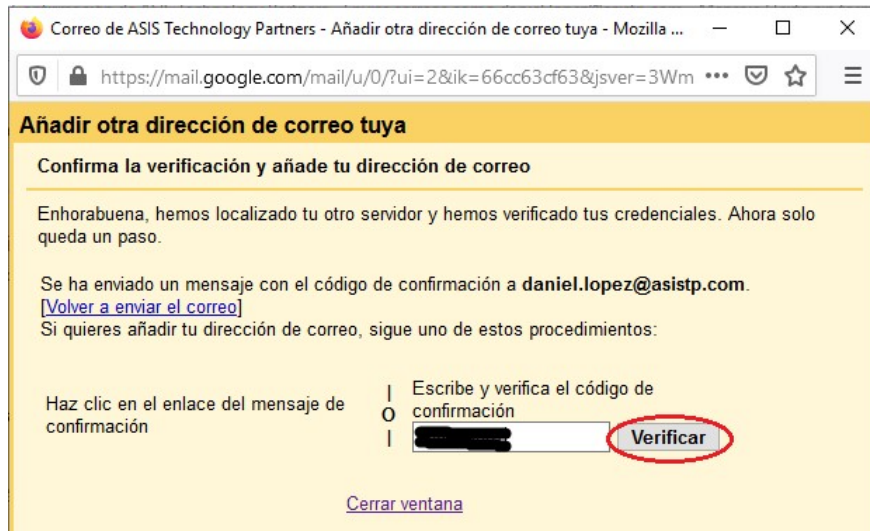 Correo de ASIS Technology Partners - Añadir otra dirección de correo tuya - Mozilla ...
https://mail.google.com/mail/u/0/?ui=2&ik=66cc63cf63&jsver=3Wm
Añadir otra dirección de correo tuya
Confirma la verificación y añade tu dirección de correo
Enhorabuena, hemos localizado tu otro servidor y hemos verificado tus credenciales. Ahora solo
queda un paso.
Se ha enviado un mensaje con el código de confirmación a daniel.lopez@asistp.com.
[Volver a enviar el correo]
Si quieres añadir tu dirección de correo, sigue uno de estos procedimientos:
Haz clic en el enlace del mensaje de
confirmación
|
O
|
Escribe y verifica el código de
confirmación
Verificar
Cerrar ventana